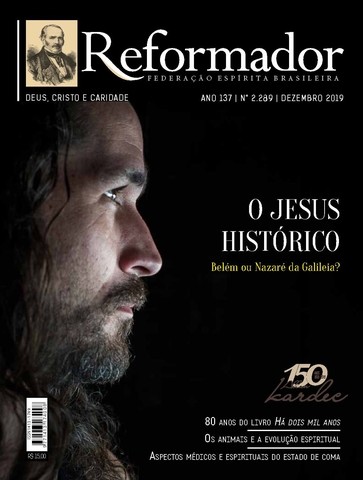 Reformador
FEDERAÇÃO ESPÍRITA BRASILEIRA
DEUS, CRISTO E CARIDADE
ANO 137 | Nº 2.289 | DEZEMBRO 2019
O JESUS
HISTÓRICO
Belém ou Nazaré da Galileia?
150
kardec
80 ANOS DO LIVRO HÁ DOIS MIL ANOS
OS ANIMAIS E A EVOLUÇÃO ESPIRITUAL
ASPECTOS MÉDICOS E ESPIRITUAIS DO ESTADO DE COMA
R$ 15,00